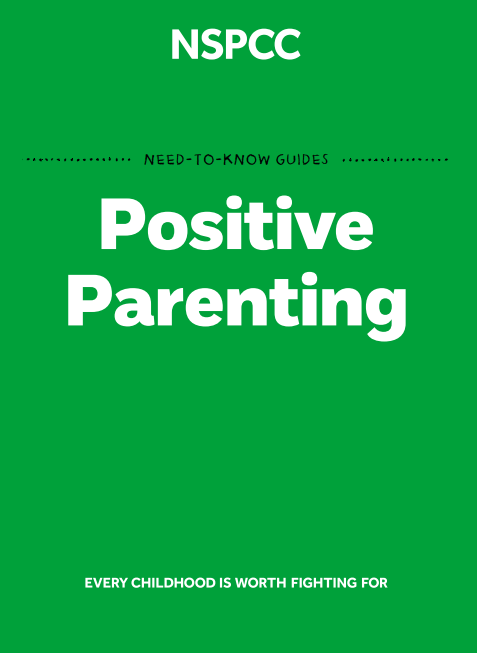 NSPCC
NEED-TO-KNOW GUIDES
Positive
Parenting
EVERY CHILDHOOD IS WORTH FIGHTING FOR